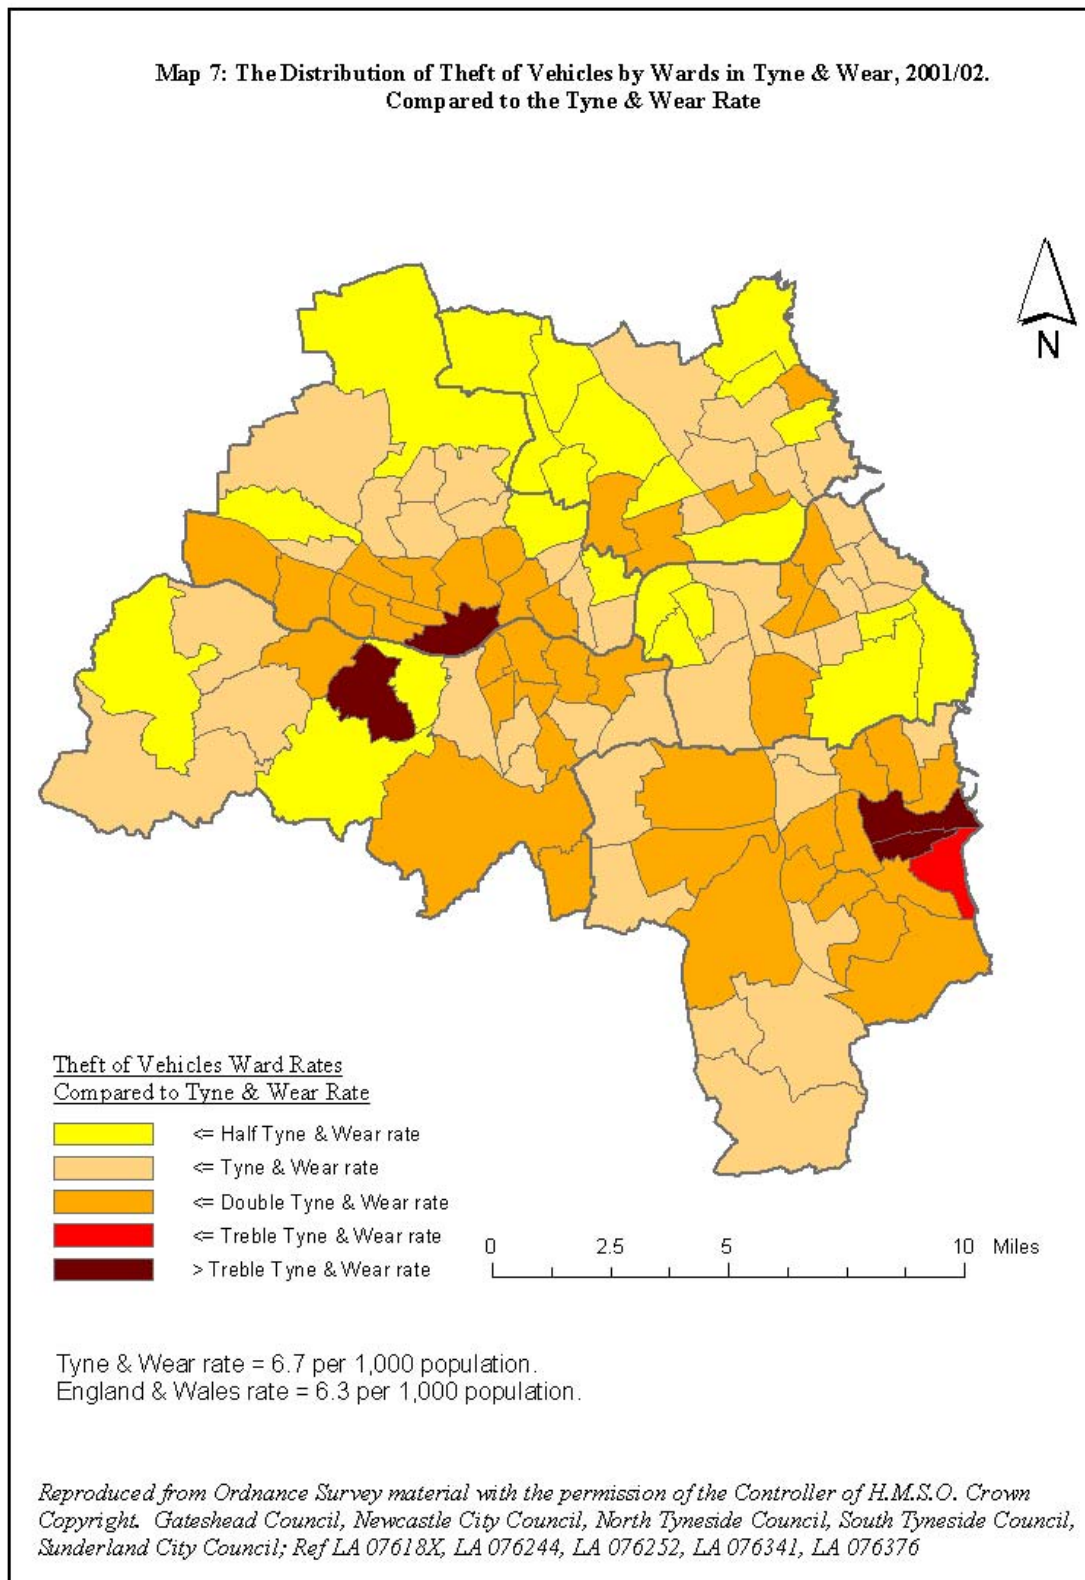 Map 7: The Distribution of Theft of Vehicles by Wards in Tyne & Wear, 2001/02.
Compared to the Tyne & Wear Rate
N
Theft of Vehicles Ward Rates
Compared to Tyne & Wear Rate
<= Half Tyne & Wear rate
<= Tyne & Wear rate
<= Double Tyne & Wear rate
<= Treble Tyne & Wear rate
> Treble Tyne & Wear rate
0 2.5 5 10 Miles
Tyne & Wear rate = 6.7 per 1,000 population.
England & Wales rate = 6.3 per 1,000 population.
Reproduced from Ordnance Survey material with the permission of the Controller of H.M.S.O. Crown
Copyright. Gateshead Council, Newcastle City Council, North Tyneside Council, South Tyneside Council,
Sunderland City Council; Ref LA 07618X, LA 076244, LA 076252, LA 076341, LA 076376